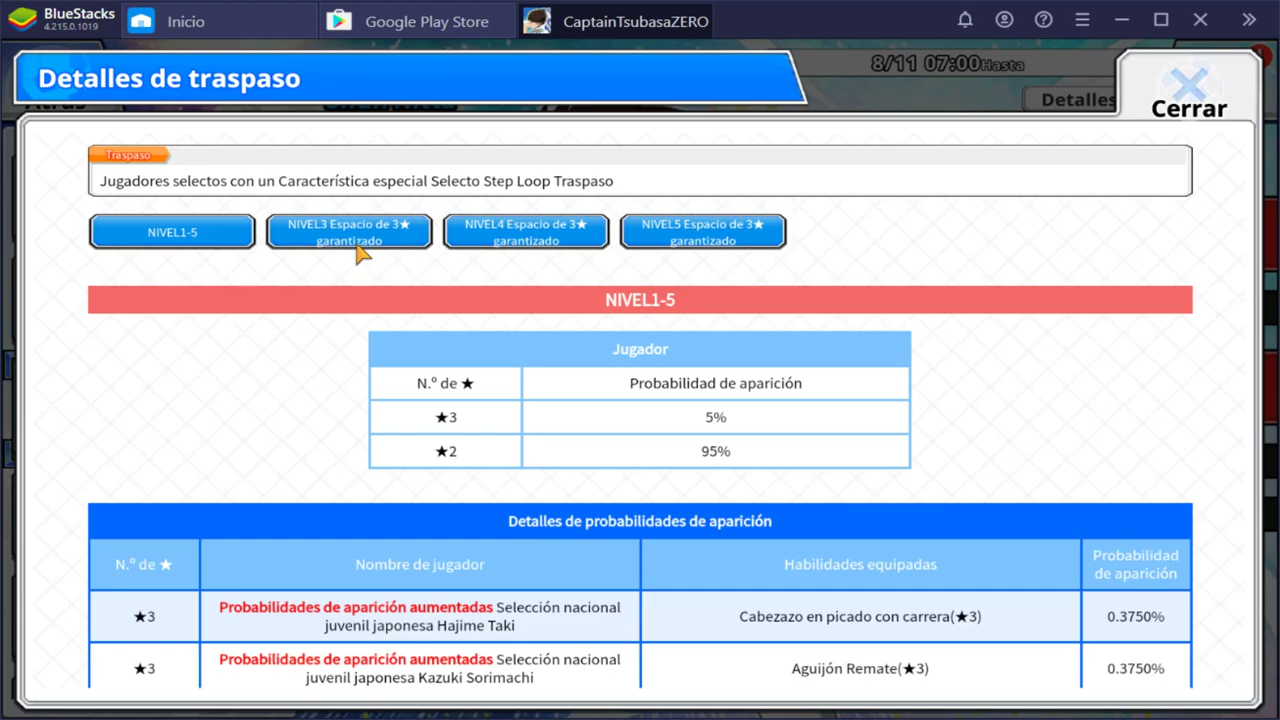 BlueStacks
4.215.0.1019
Inicio
Google Play Store
CaptainTsubasaZERO
Detalles de traspaso
8/11 07:00Hasta
Atrás
Detalles
Cerrar
Traspaso
Jugadores selectos con un Característica especial Selecto Step Loop Traspaso
NIVEL1-5
NIVEL3 Espacio de 3★
garantizado
NIVEL4 Espacio de 3★
garantizado
NIVEL5 Espacio de 3★
garantizado
NIVEL1-5
Jugador
N.º de ★
Probabilidad de aparición
★3
5%
★2
95%
Detalles de probabilidades de aparición
N.º de ★
Nombre de jugador
Habilidades equipadas
Probabilidad
de aparición
★3
Probabilidades de aparición aumentadas Selección nacional
juvenil japonesa Hajime Taki
Cabezazo en picado con carrera(★3)
0.3750%
★3
Probabilidades de aparición aumentadas Selección nacional
juvenil japonesa Kazuki Sorimachi
Aguijón Remate(★3)
0.3750%